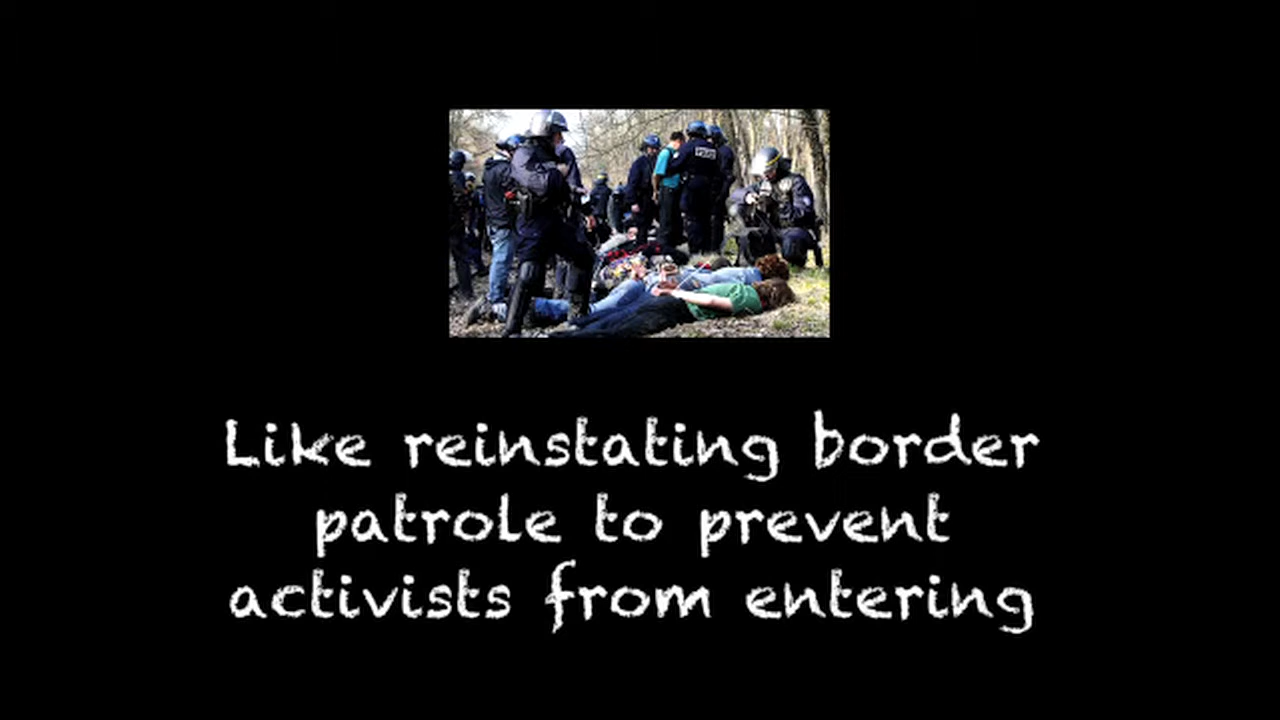 Like reinstating border
patrole to prevent
activists from entering